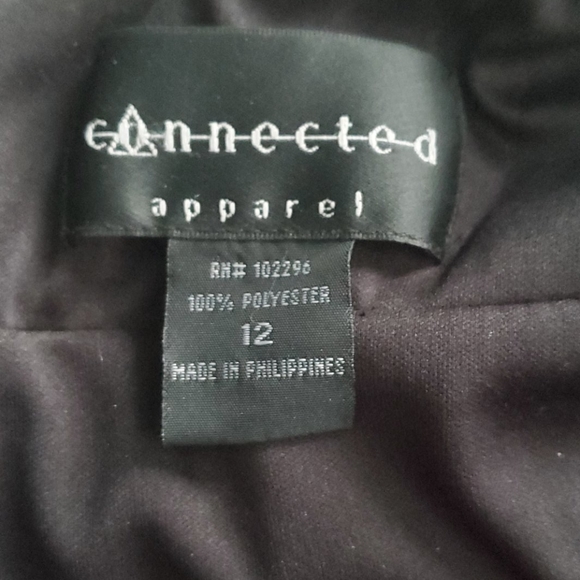 connected
apparel
RN# 102296
100% POLYESTER
12
MADE IN PHILIPPINES